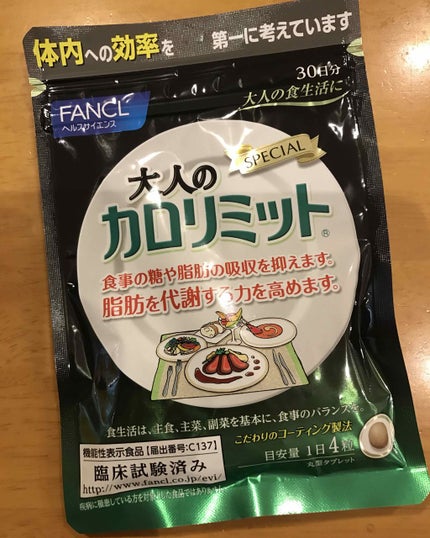 体内への効率を 第一に考えています
30日分
大人の食生活に
FANCL
ヘルスサイエンス
SPECIAL
大人の
カロリミット®
食事の糖や脂肪の吸収を抑えます。
脂肪を代謝する力を高めます。
食生活は、主食、主菜、副菜を基本に、食事のバランスを。
こだわりのコーティング製法
機能性表示食品【届出番号:C137】
目安量 1日4粒
丸型タブレット
臨床試験済み
http://www.fancl.co.jp/evi/